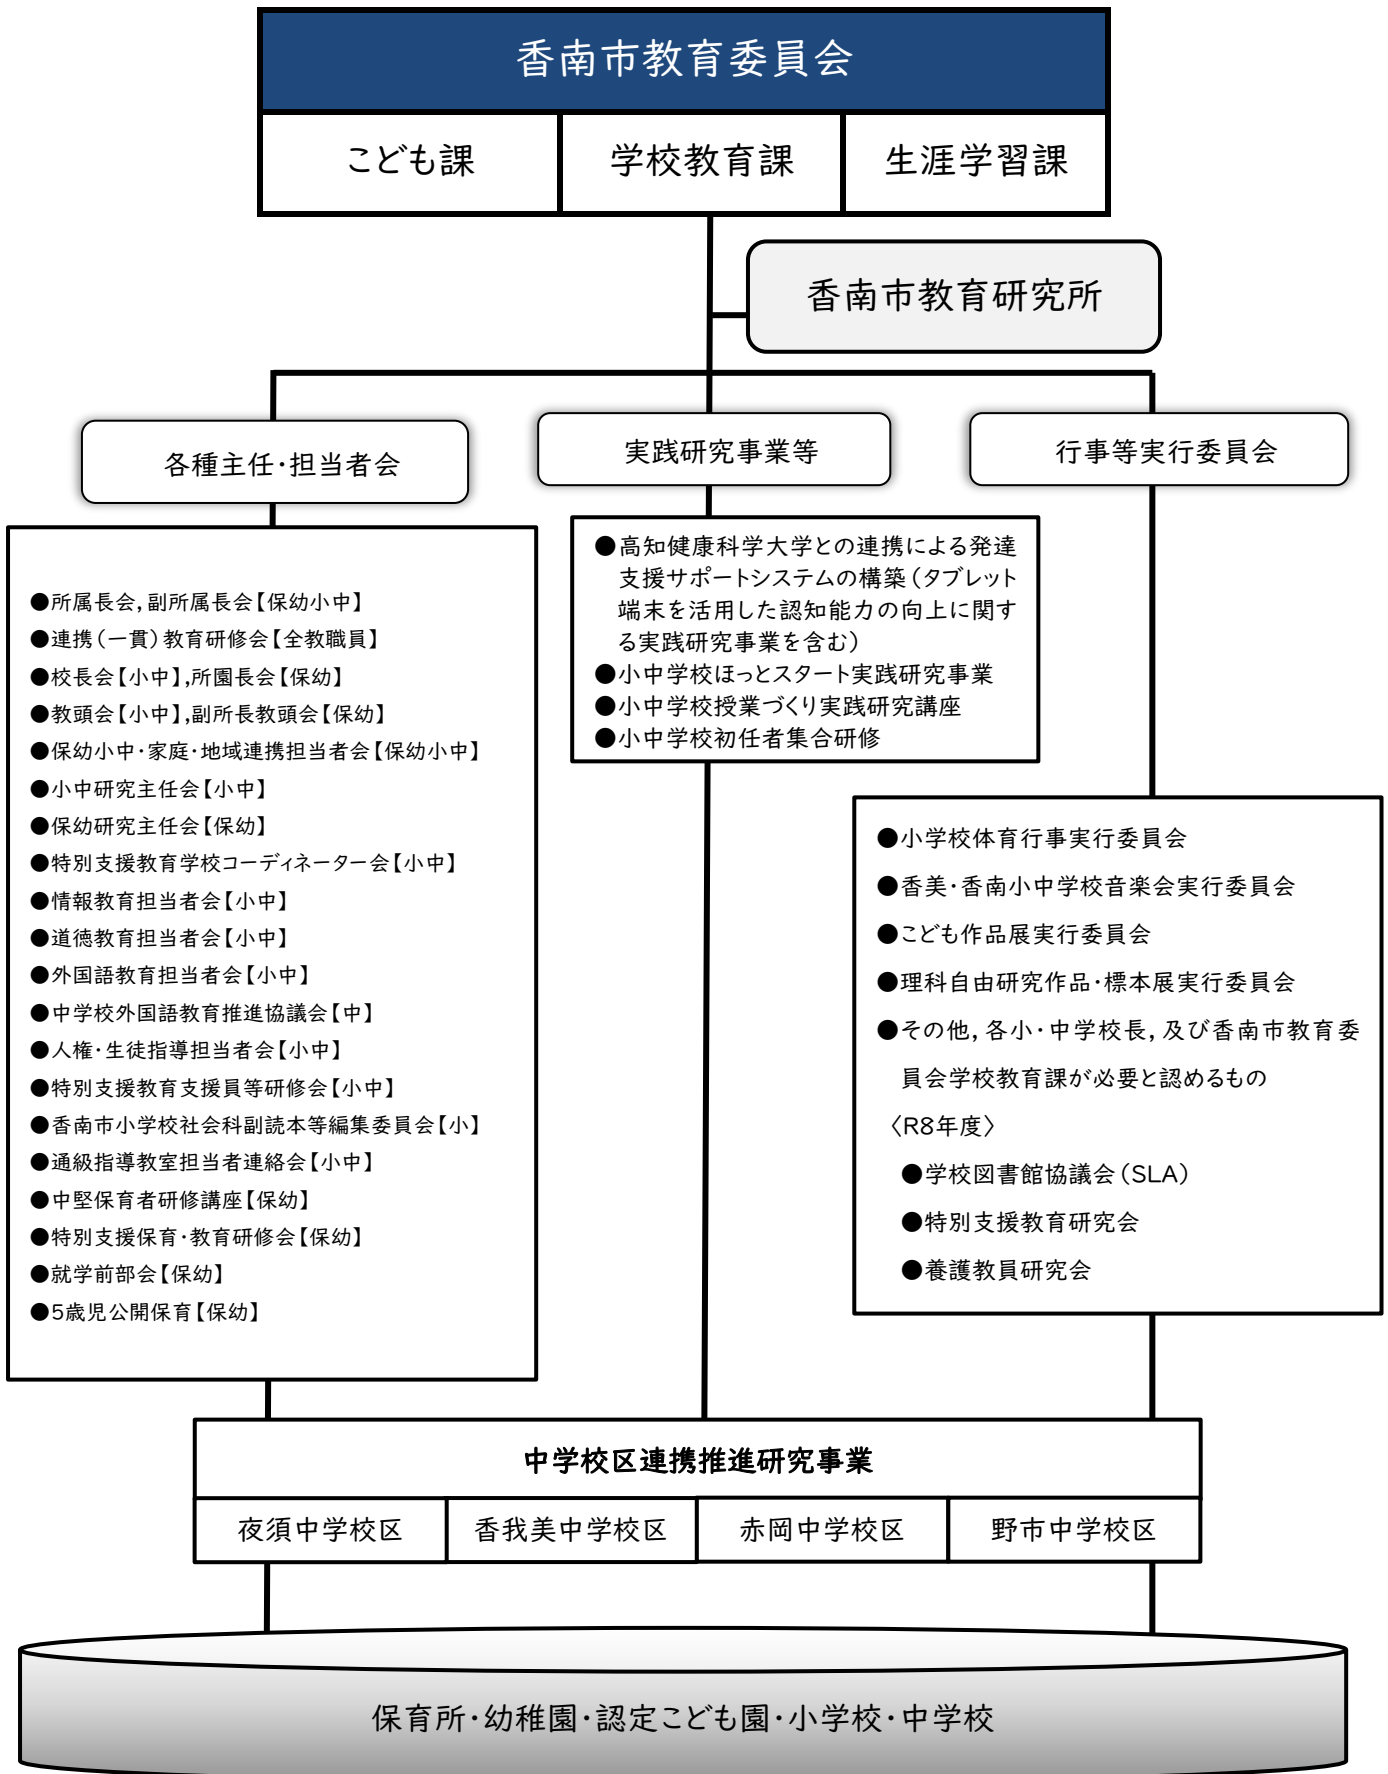 香南市教育委員会
こども課
学校教育課
生涯学習課
香南市教育研究所
各種主任・担当者会
●所属長会,副所属長会【保幼小中】
●連携（一貫）教育研修会【全教職員】
●校長会【小中】,所園長会【保幼】
●教頭会【小中】,副所長教頭会【保幼】
●保幼小中・家庭・地域連携担当者会【保幼小中】
●小中研究主任会【小中】
●保幼研究主任会【保幼】
●特別支援教育学校コーディネーター会【小中】
●情報教育担当者会【小中】
●道徳教育担当者会【小中】
●外国語教育担当者会【小中】
●中学校外国語教育推進協議会【中】
●人権・生徒指導担当者会【小中】
●特別支援教育支援員等研修会【小中】
●香南市小学校社会科副読本等編集委員会【小】
●通級指導教室担当者連絡会【小中】
●中堅保育者研修講座【保幼】
●特別支援保育・教育研修会【保幼】
●就学前部会【保幼】
●5歳児公開保育【保幼】
実践研究事業等
●高知健康科学大学との連携による発達
支援サポートシステムの構築（タブレット
端末を活用した認知能力の向上に関す
る実践研究事業を含む）
●小中学校ほっとスタート実践研究事業
●小中学校授業づくり実践研究講座
●小中学校初任者集合研修
行事等実行委員会
●小学校体育行事実行委員会
●香美・香南小中学校音楽会実行委員会
●こども作品展実行委員会
●理科自由研究作品・標本展実行委員会
●その他,各小・中学校長,及び香南市教育委
員会学校教育課が必要と認めるもの
〈R8年度〉
●学校図書館協議会（SLA）
●特別支援教育研究会
●養護教員研究会
中学校区連携推進研究事業
夜須中学校区
香我美中学校区
赤岡中学校区
野市中学校区
保育所・幼稚園・認定こども園・小学校・中学校